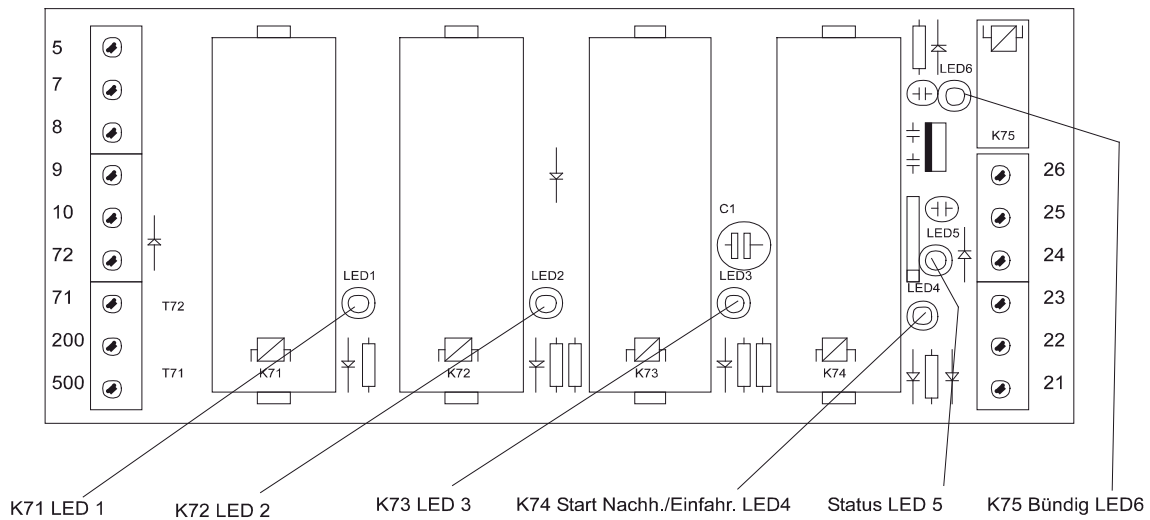 5
7
8
9
10
72
71
200
500
T72
T71
K71
LED1
K72
LED2
K73
C1
LED3
K74
LED6
K75
LED5
LED4
26
25
24
23
22
21
K71 LED 1
K72 LED 2
K73 LED 3
K74 Start Nachh./Einfahr. LED4
Status LED 5
K75 Bündig LED6